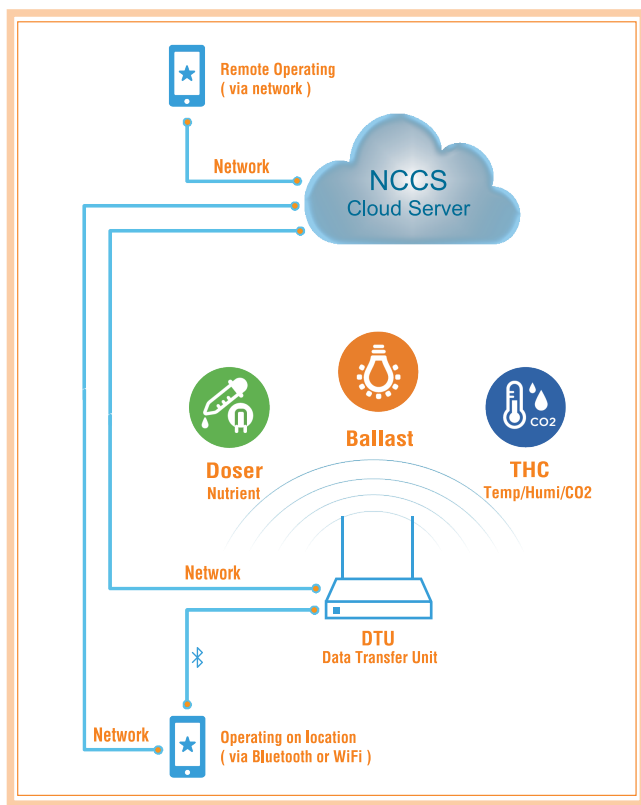 Remote Operating
( via network )
Network
NCCS
Cloud Server
Ballast
CO2
Doser
Nutrient
THC
Temp/Humi/CO2
Network
DTU
Data Transfer Unit
Network
Operating on location
( via Bluetooth or WiFi )